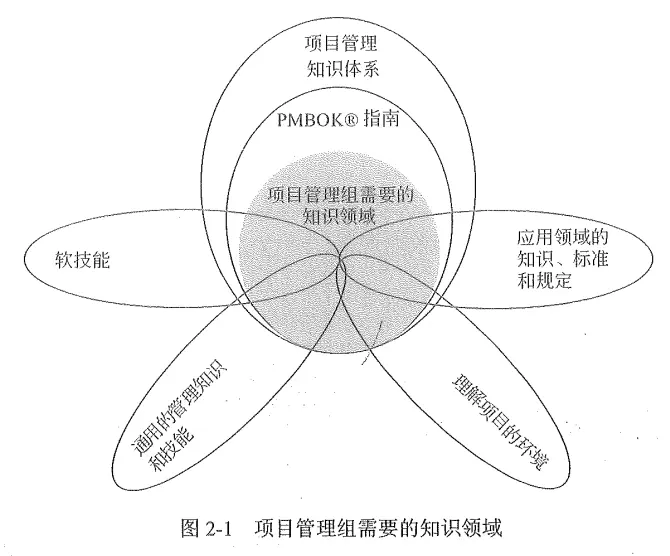 项目管理
知识体系
PMBOK® 指南
项目管理组需要的
知识领域
软技能
应用领域的
知识、标准
和规定
通用的管理知识
和技能
理解项目的环境
图 2-1 项目管理组需要的知识领域